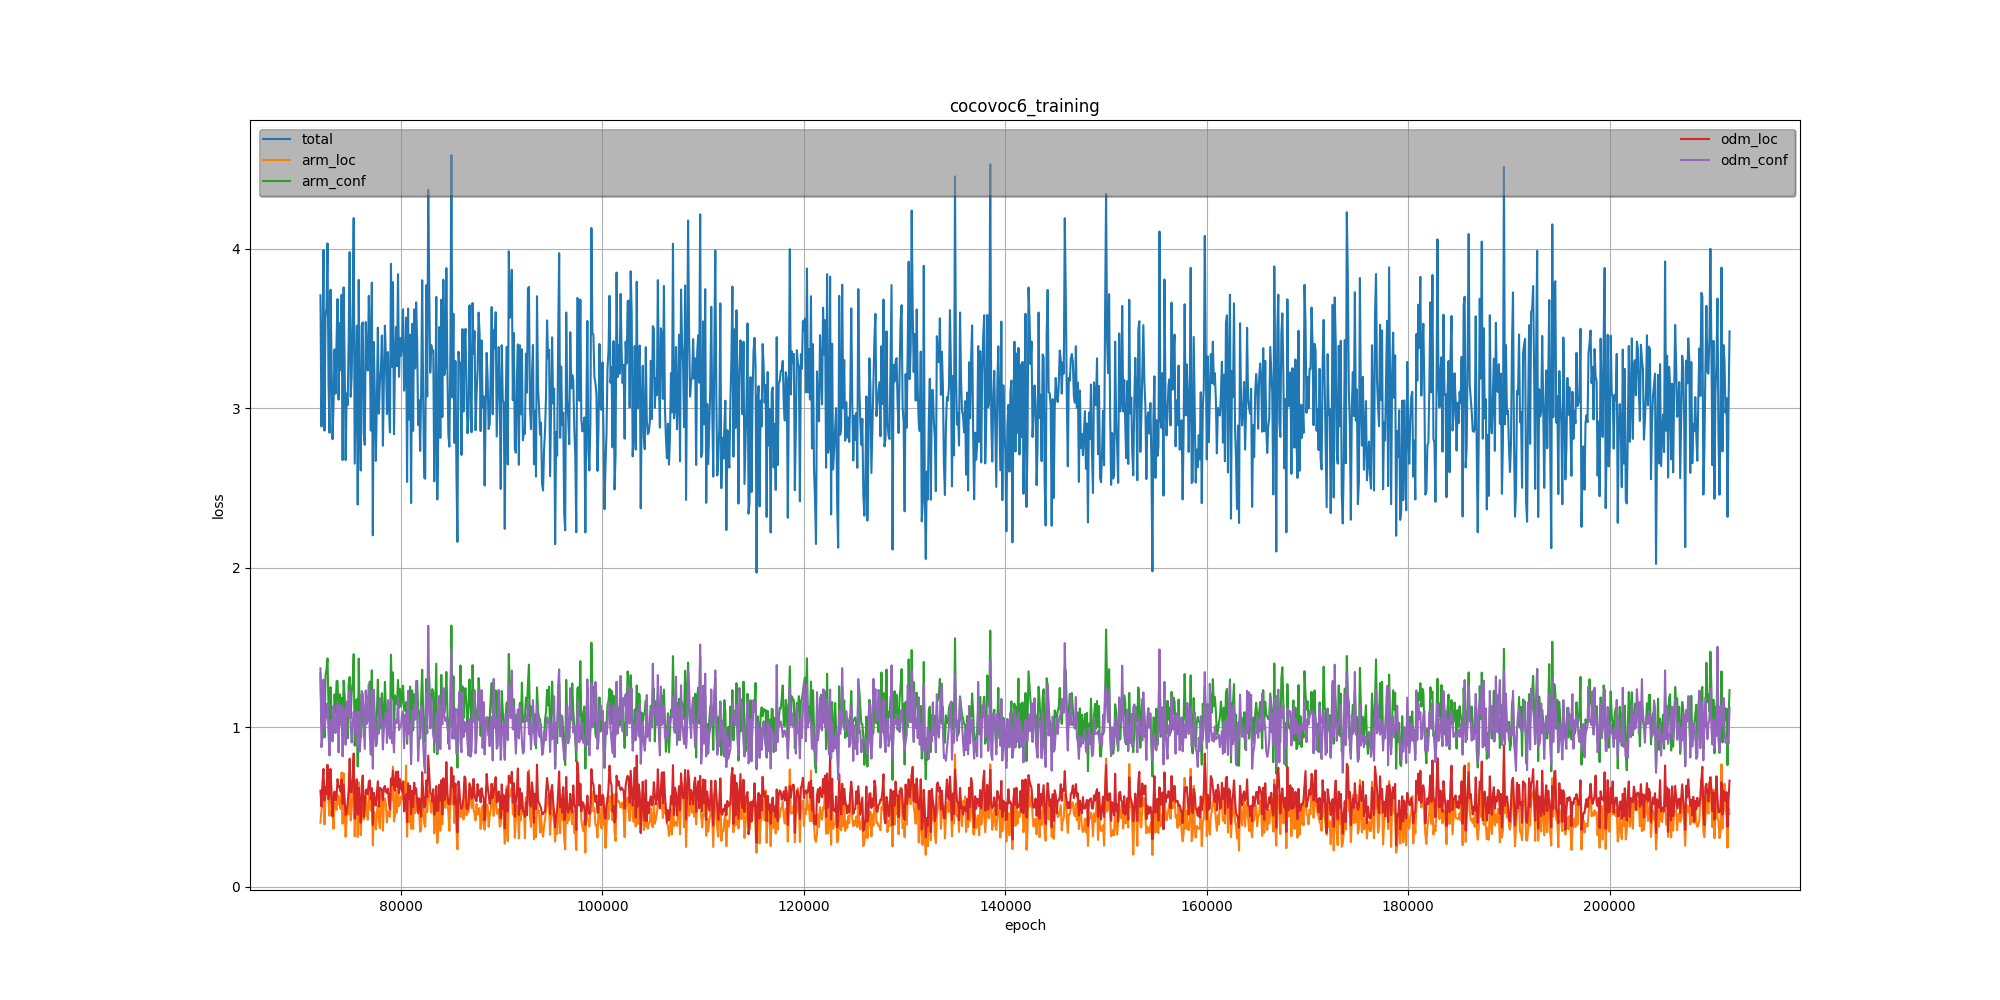 cocovoc6_training
total
arm_loc
arm_conf
odm_loc
odm_conf
4
3
2
1
0
loss
80000
100000
120000
140000
160000
180000
200000
epoch